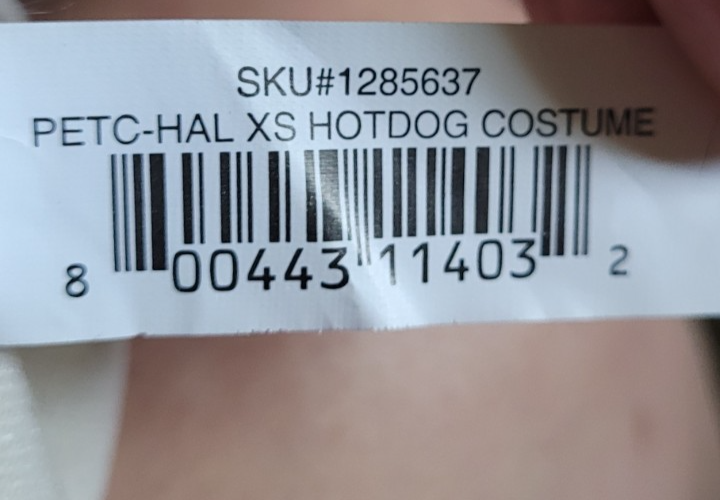 SKU#1285637
PETC-HAL XS HOTDOG COSTUME
8 00443 11403 2